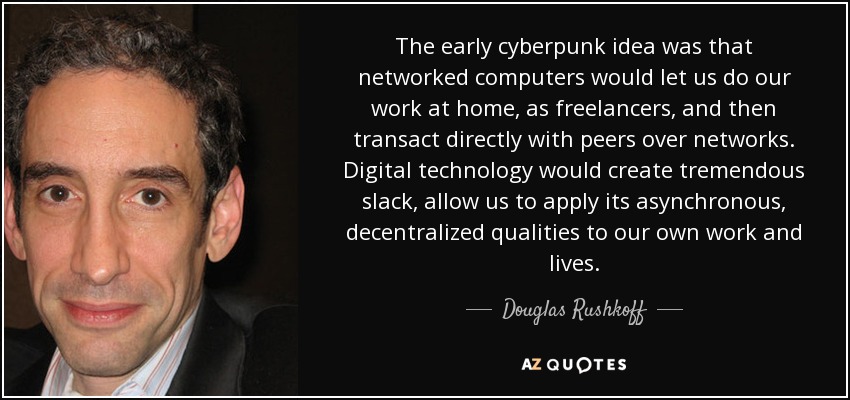 The early cyberpunk idea was that
networked computers would let us do our
work at home, as freelancers, and then
transact directly with peers over networks.
Digital technology would create tremendous
slack, allow us to apply its asynchronous,
decentralized qualities to our own work and
lives.
Douglas Rushkoff
AZ QUOTES